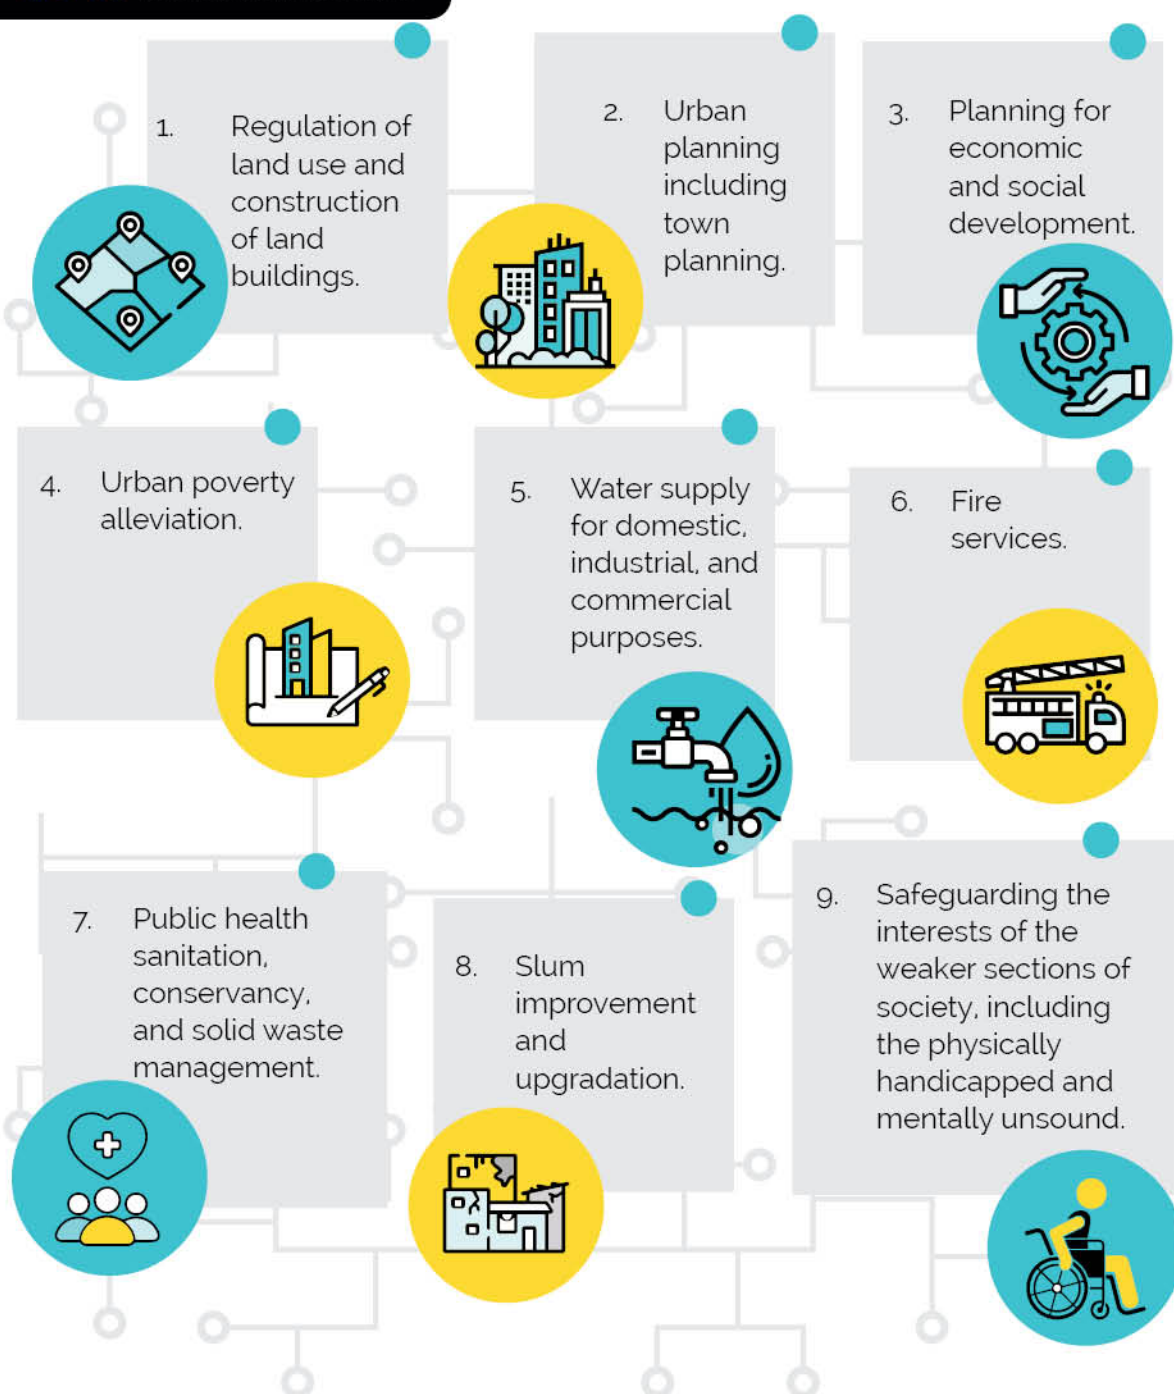 1. Regulation of
land use and
construction
of land
buildings.
2. Urban
planning
including
town
planning.
3. Planning for
economic
and social
development.
4. Urban poverty
alleviation.
5. Water supply
for domestic,
industrial, and
commercial
purposes.
6. Fire
services.
7. Public health
sanitation,
conservancy,
and solid waste
management.
8. Slum
improvement
and
upgradation.
9. Safeguarding the
interests of the
weaker sections of
society, including
the physically
handicapped and
mentally unsound.